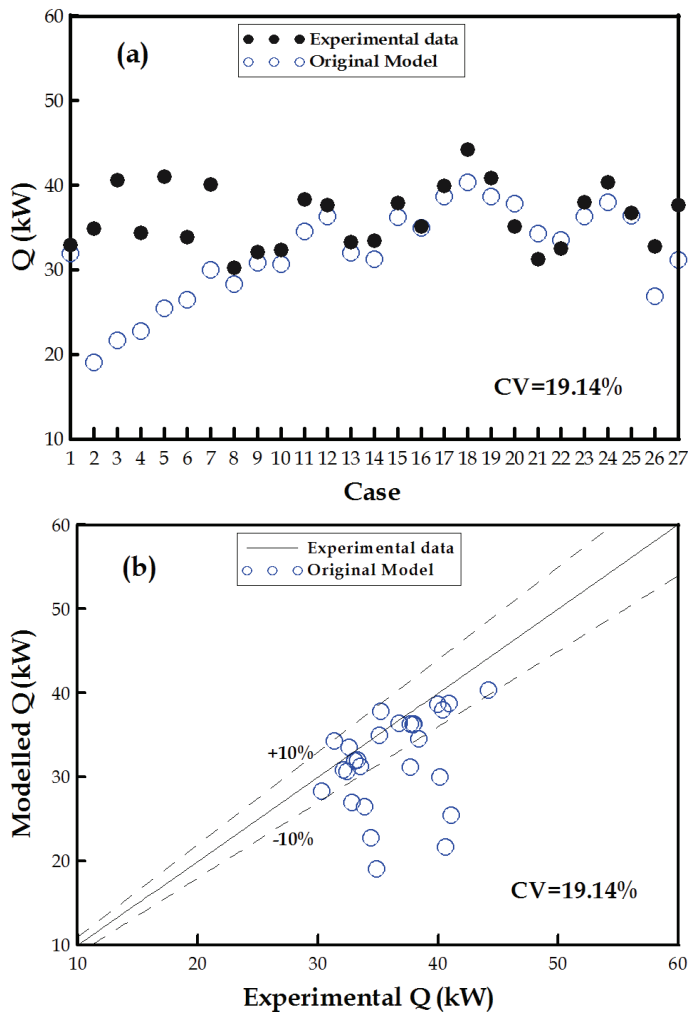 60
50
40
30
20
10
Q (kW)
(a)
Experimental data
Original Model
CV=19.14%
1 2 3 4 5 6 7 8 9 10 11 12 13 14 15 16 17 18 19 20 21 22 23 24 25 26 27
Case
60
50
40
30
20
10
Modelled Q (kW)
(b)
Experimental data
Original Model
+10%
-10%
CV=19.14%
10 20 30 40 50 60
Experimental Q (kW)